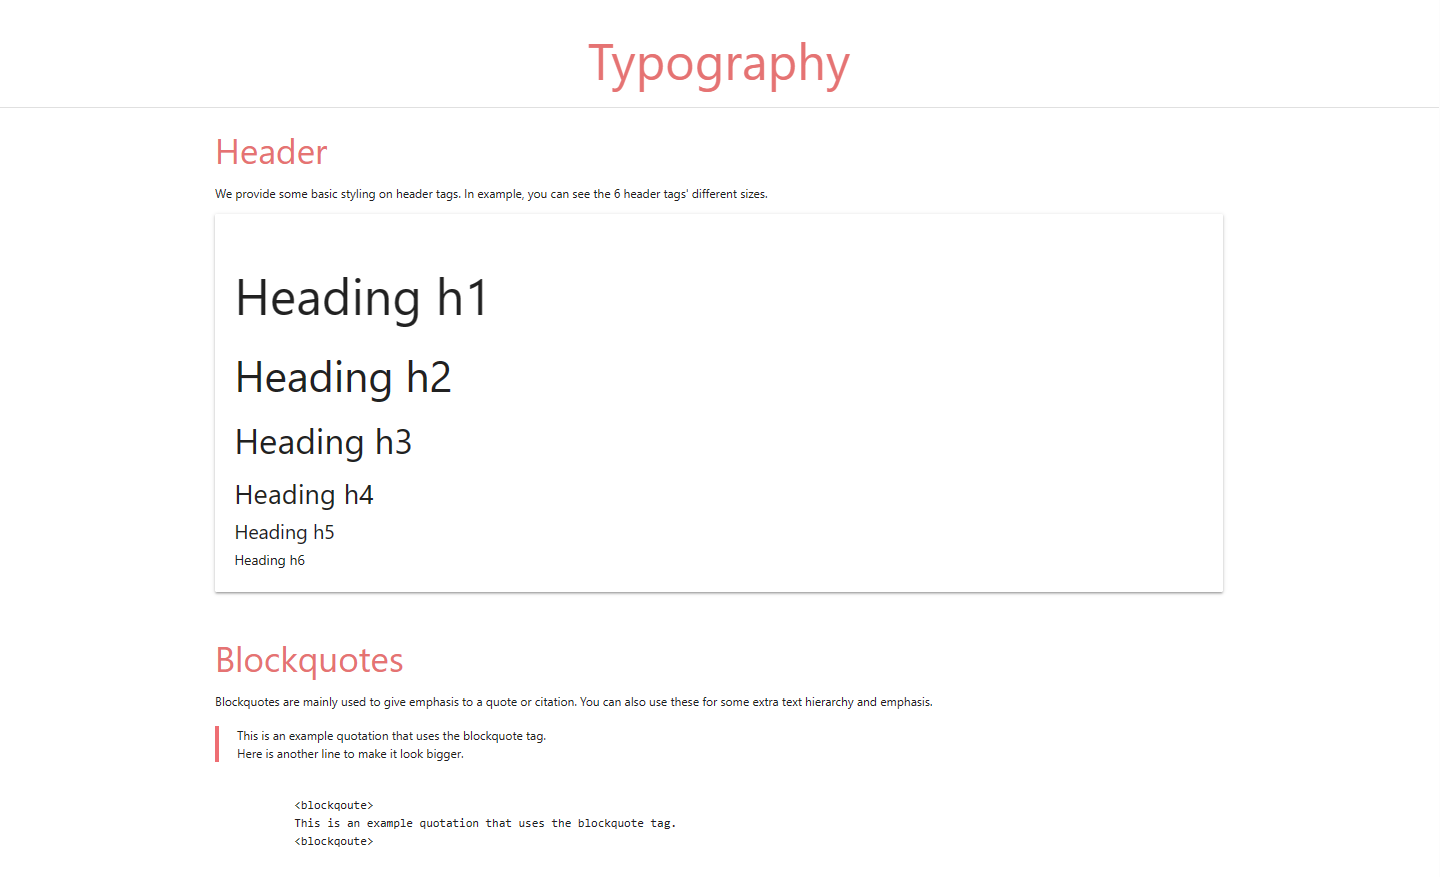 Typography
Header
We provide some basic styling on header tags. In example, you can see the 6 header tags' different sizes.
Heading h1
Heading h2
Heading h3
Heading h4
Heading h5
Heading h6
Blockquotes
Blockquotes are mainly used to give emphasis to a quote or citation. You can also use these for some extra text hierarchy and emphasis.
This is an example quotation that uses the blockquote tag.
Here is another line to make it look bigger.
<blockqoute>
This is an example quotation that uses the blockquote tag.
<blockqoute>